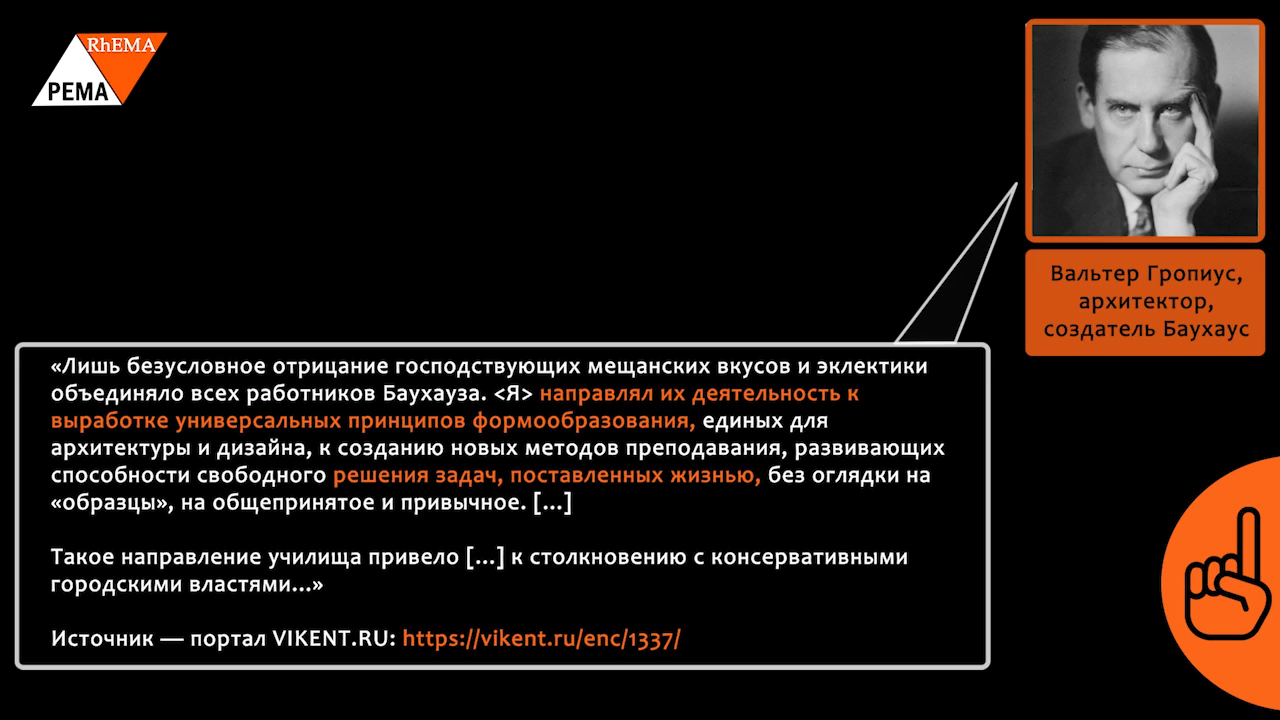 RhEMA
РЕМА
Вальтер Гропиус,
архитектор,
создатель Баухаус
«Лишь безусловное отрицание господствующих мещанских вкусов и эклектики
объединяло всех работников Баухауза. <Я> направлял их деятельность к
выработке универсальных принципов формообразования, единых для
архитектуры и дизайна, к созданию новых методов преподавания, развивающих
способности свободного решения задач, поставленных жизнью, без оглядки на
«образцы», на общепринятое и привычное. [...]
Такое направление училища привело [...] к столкновению с консервативными
городскими властями...»
Источник — портал VIKENT.RU: https://vikent.ru/enc/1337/